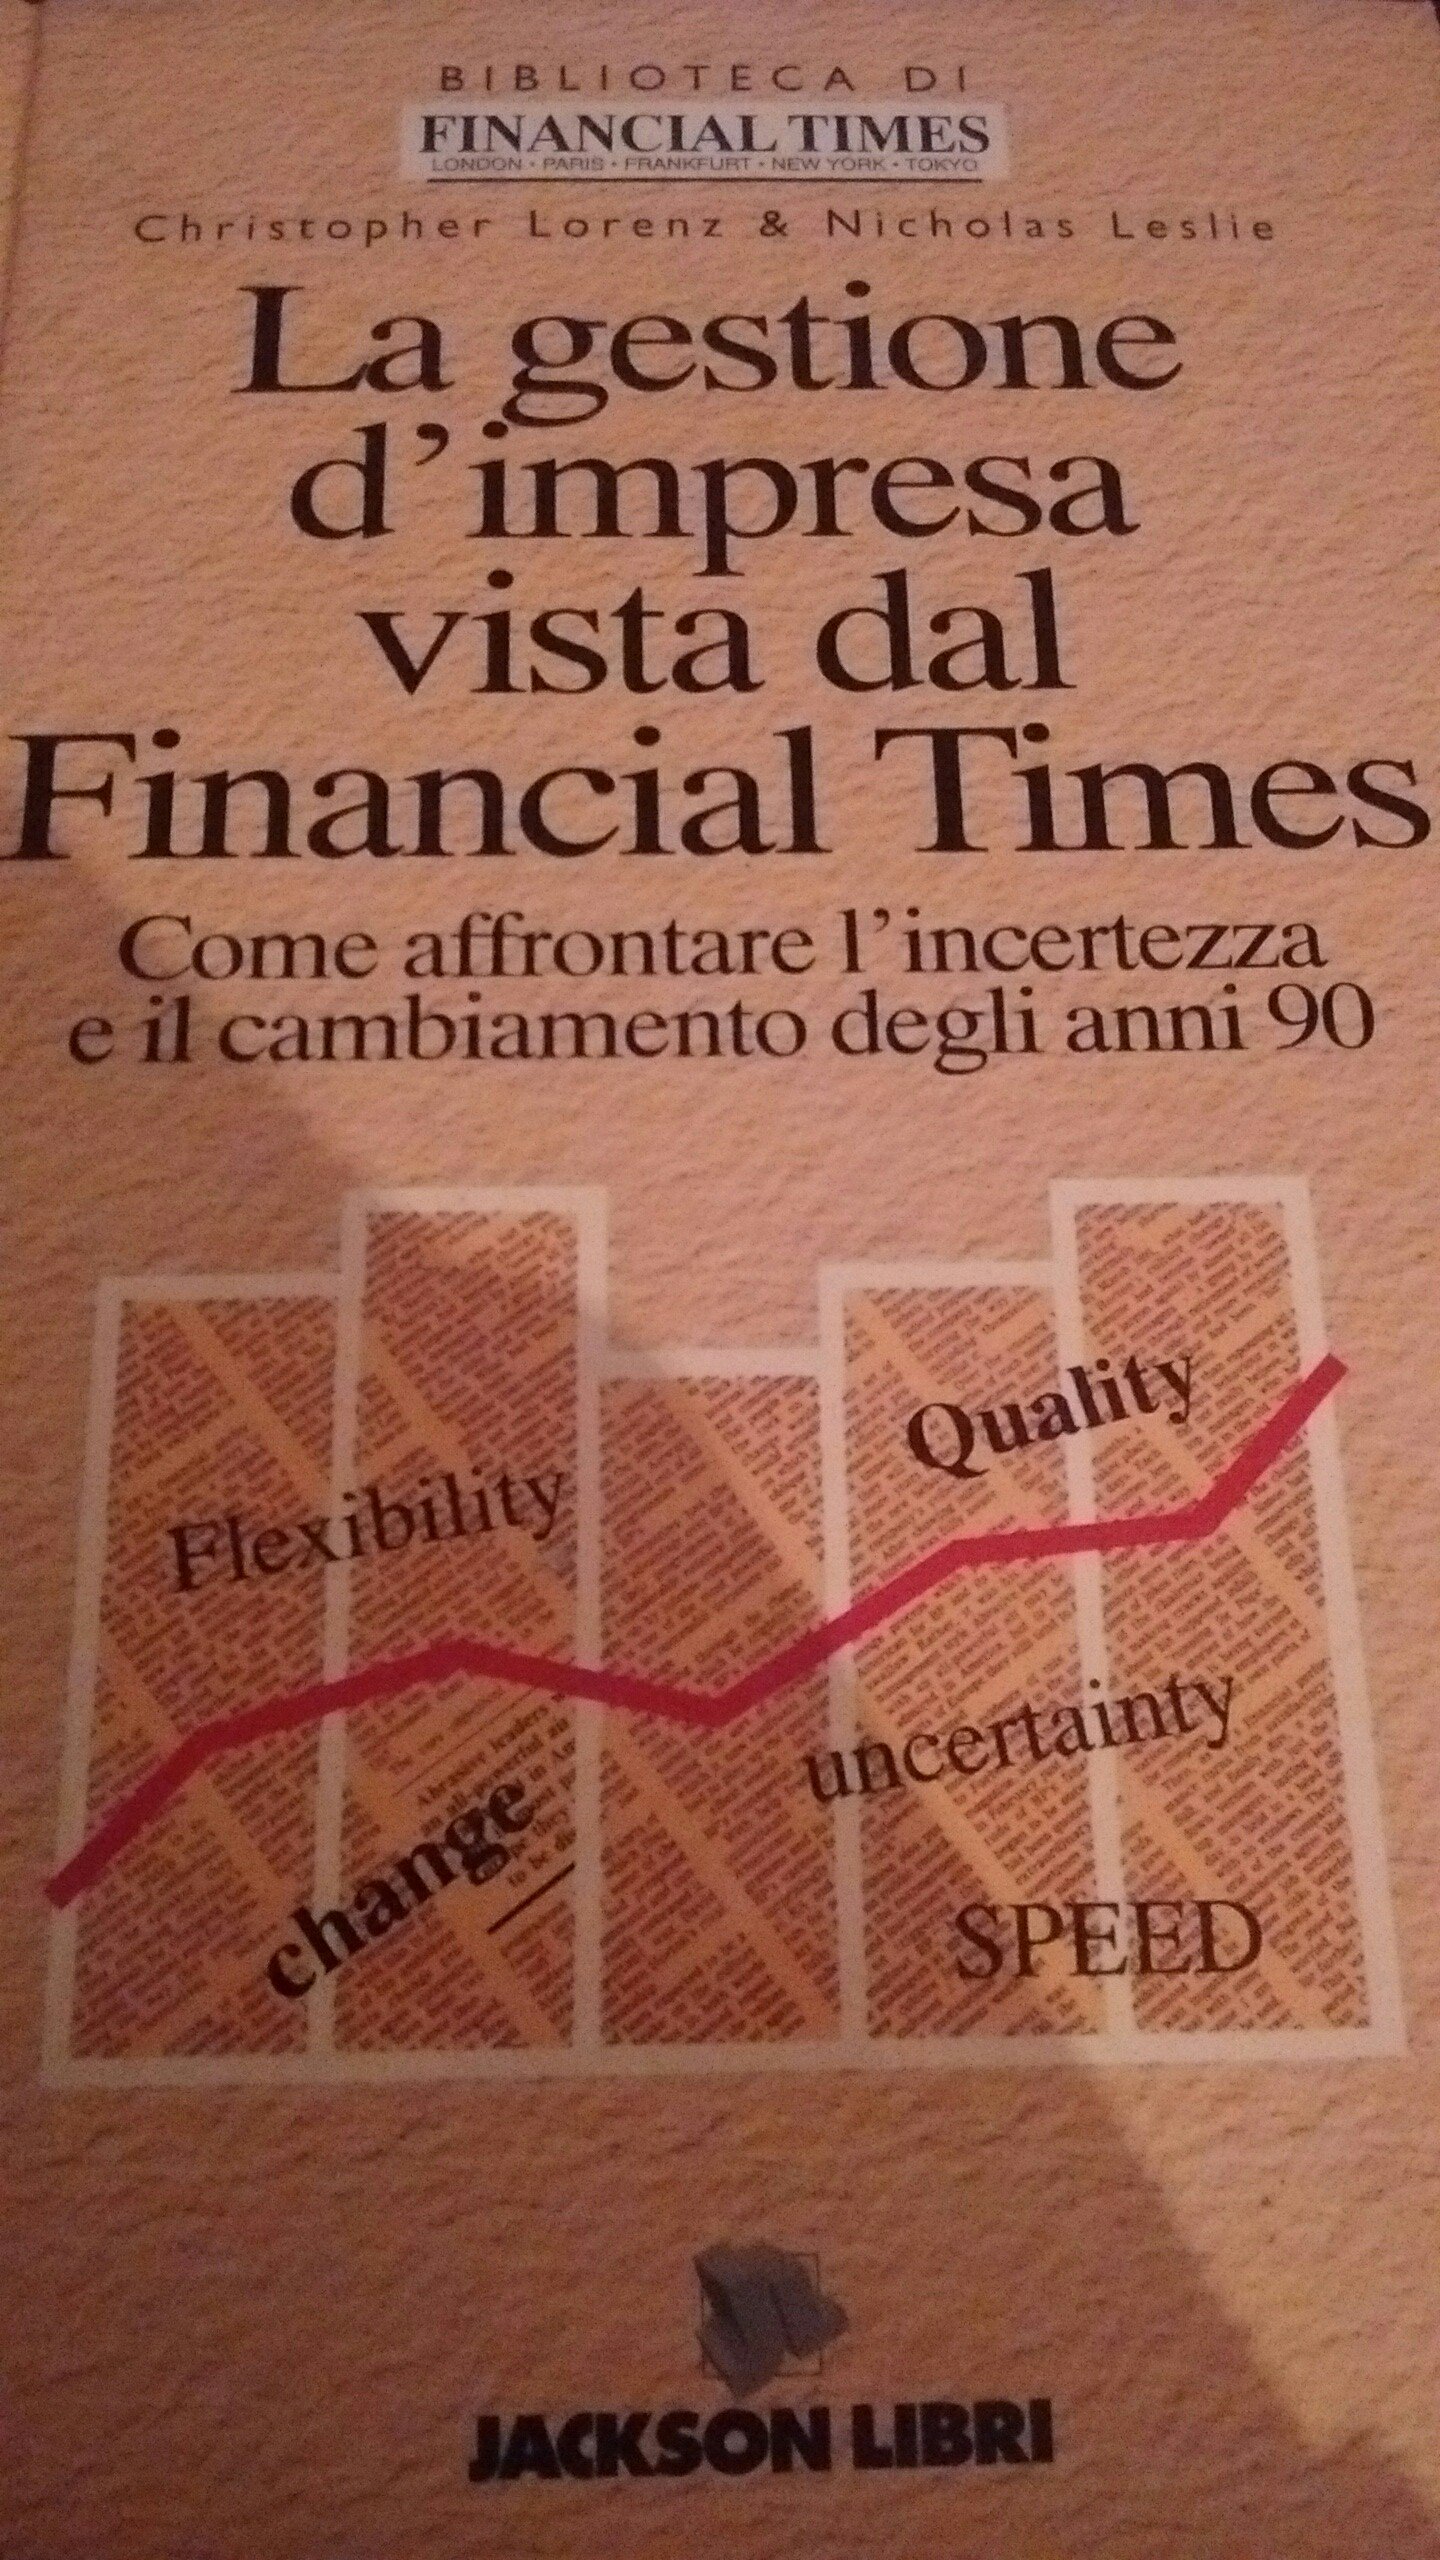 BIBLIOTECA DI
FINANCIAL TIMES
LONDON • PARIS • FRANKFURT • NEW YORK • TOKYO
Christopher Lorenz & Nicholas Leslie
La gestione
d'impresa
vista dal
Financial Times
Come affrontare l'incertezza
e il cambiamento degli anni 90
Quality
Flexibility
uncertainty
change
SPEED
JACKSON LIBRI